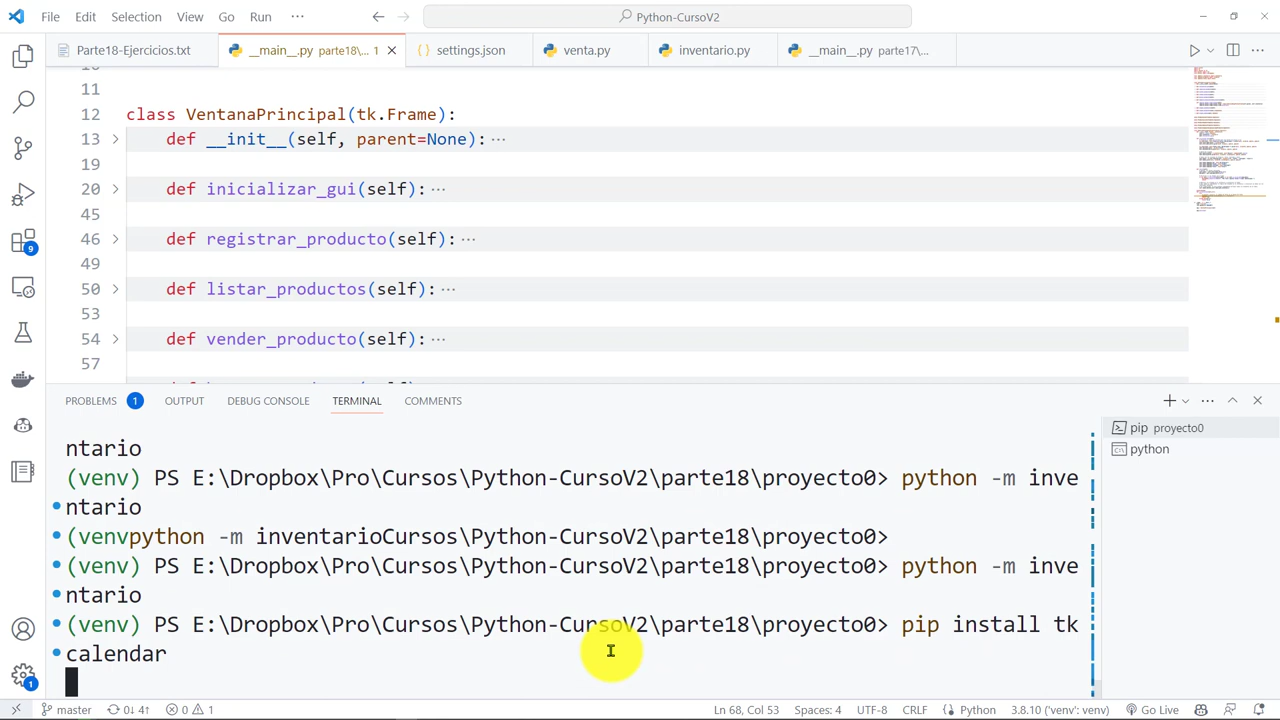 File Edit Selection View Go Run ··· Python-CursoV2
Parte18-Ejercicios.txt __main__.py parte18\... 1 settings.json venta.py inventario.py __main__.py parte17\...
11
12 class VentanaPrincipal(tk.Frame):
13 def __init__(self, parent=None): ···
19
20 def inicializar_gui(self): ···
45
46 def registrar_producto(self): ···
49
50 def listar_productos(self): ···
53
54 def vender_producto(self): ···
57
PROBLEMS 1 OUTPUT DEBUG CONSOLE TERMINAL COMMENTS
pip proyecto0
python
ntario
(venv) PS E:\Dropbox\Pro\Cursos\Python-CursoV2\parte18\proyecto0> python -m inve
ntario
(venvpython -m inventarioCursos\Python-CursoV2\parte18\proyecto0>
(venv) PS E:\Dropbox\Pro\Cursos\Python-CursoV2\parte18\proyecto0> python -m inve
ntario
(venv) PS E:\Dropbox\Pro\Cursos\Python-CursoV2\parte18\proyecto0> pip install tk
calendar
9
1
master 0↓ 4↑ 0 1 Ln 68, Col 53 Spaces: 4 UTF-8 CRLF Python 3.8.10 ('venv': venv) Go Live